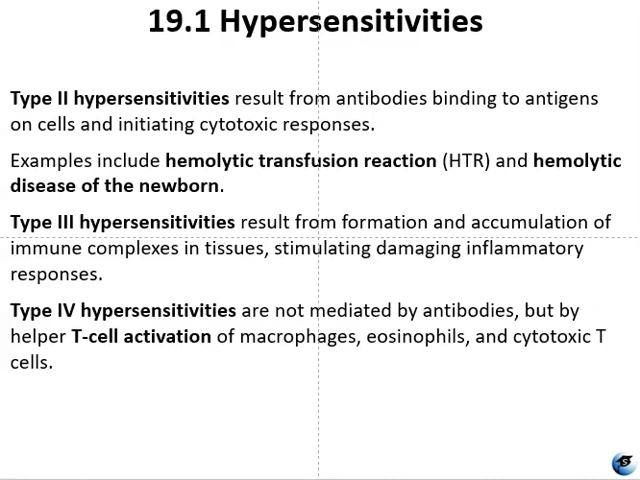 19.1 Hypersensitivities
Type II hypersensitivities result from antibodies binding to antigens
on cells and initiating cytotoxic responses.
Examples include hemolytic transfusion reaction (HTR) and hemolytic
disease of the newborn.
Type III hypersensitivities result from formation and accumulation of
immune complexes in tissues, stimulating damaging inflammatory
responses.
Type IV hypersensitivities are not mediated by antibodies, but by
helper T-cell activation of macrophages, eosinophils, and cytotoxic T
cells.
S